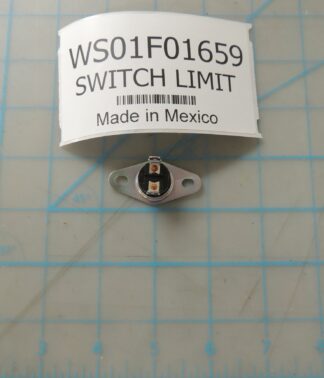 WS01F01659
SWITCH LIMIT
Made in Mexico